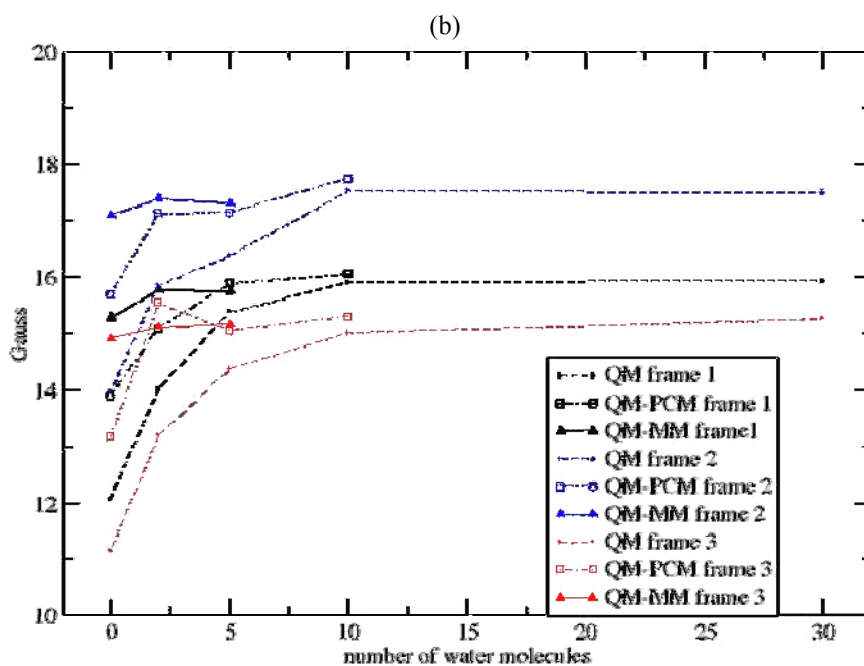 (b)
20
18
16
14
12
10
Gauss
0
5
10
15
20
25
30
number of water molecules
QM frame 1
QM-PCM frame 1
QM-MM frame1
QM frame 2
QM-PCM frame 2
QM-MM frame 2
QM frame 3
QM-PCM frame 3
QM-MM frame 3